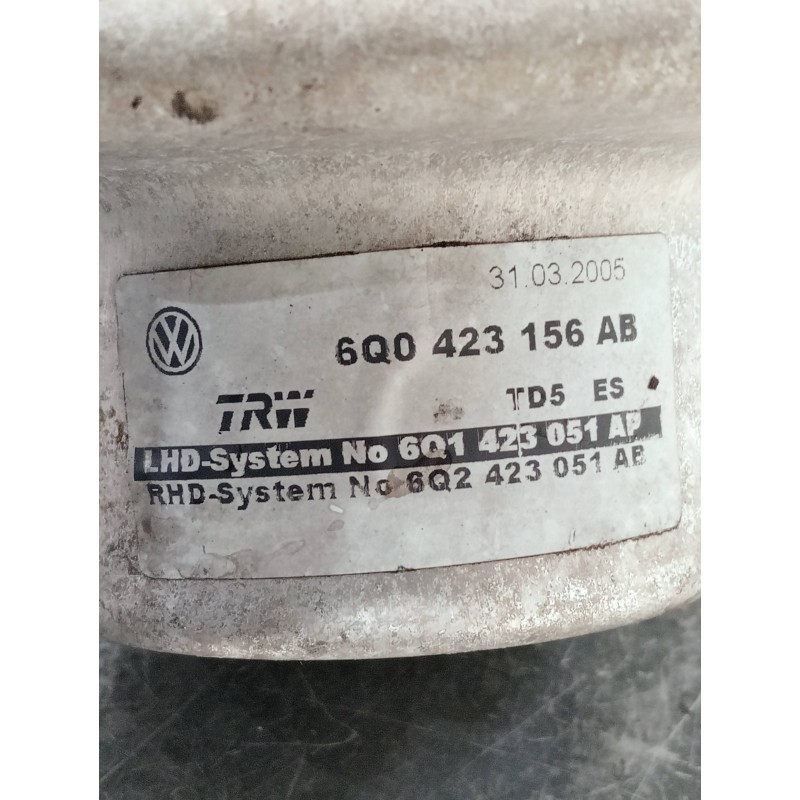 31.03.2005
VW
6Q0 423 156 AB
TRW TD5 ES
LHD-System No 6Q1 423 051 AP
RHD-System No 6Q2 423 051 AB